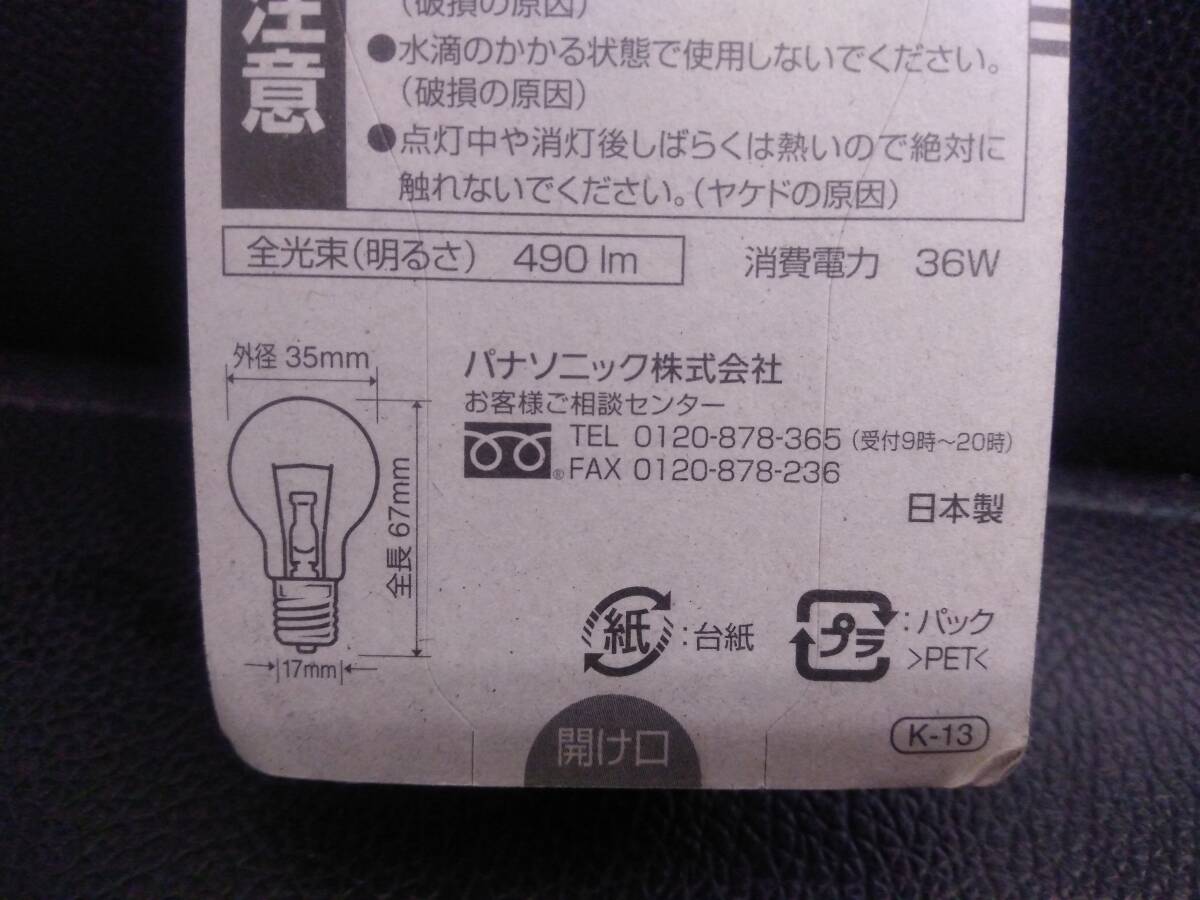 注意
(破損の原因)
●水滴のかかる状態で使用しないでください。
(破損の原因)
●点灯中や消灯後しばらくは熱いので絶対に
触れないでください。(ヤケドの原因)
全光束(明るさ) 490 lm
消費電力 36W
外径 35mm
全長 67mm
17mm
パナソニック株式会社
お客様ご相談センター
TEL 0120-878-365 (受付9時〜20時)
® FAX 0120-878-236
日本製
紙 :台紙
プラ :パック
>PET<
開け口
K-13